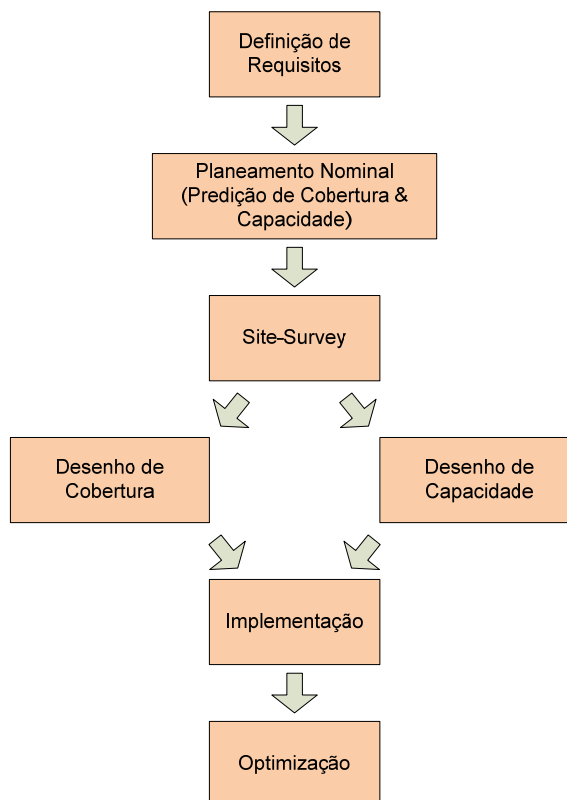 Definição de
Requisitos
Planeamento Nominal
(Predição de Cobertura &
Capacidade)
Site-Survey
Desenho de
Cobertura
Desenho de
Capacidade
Implementação
Optimização